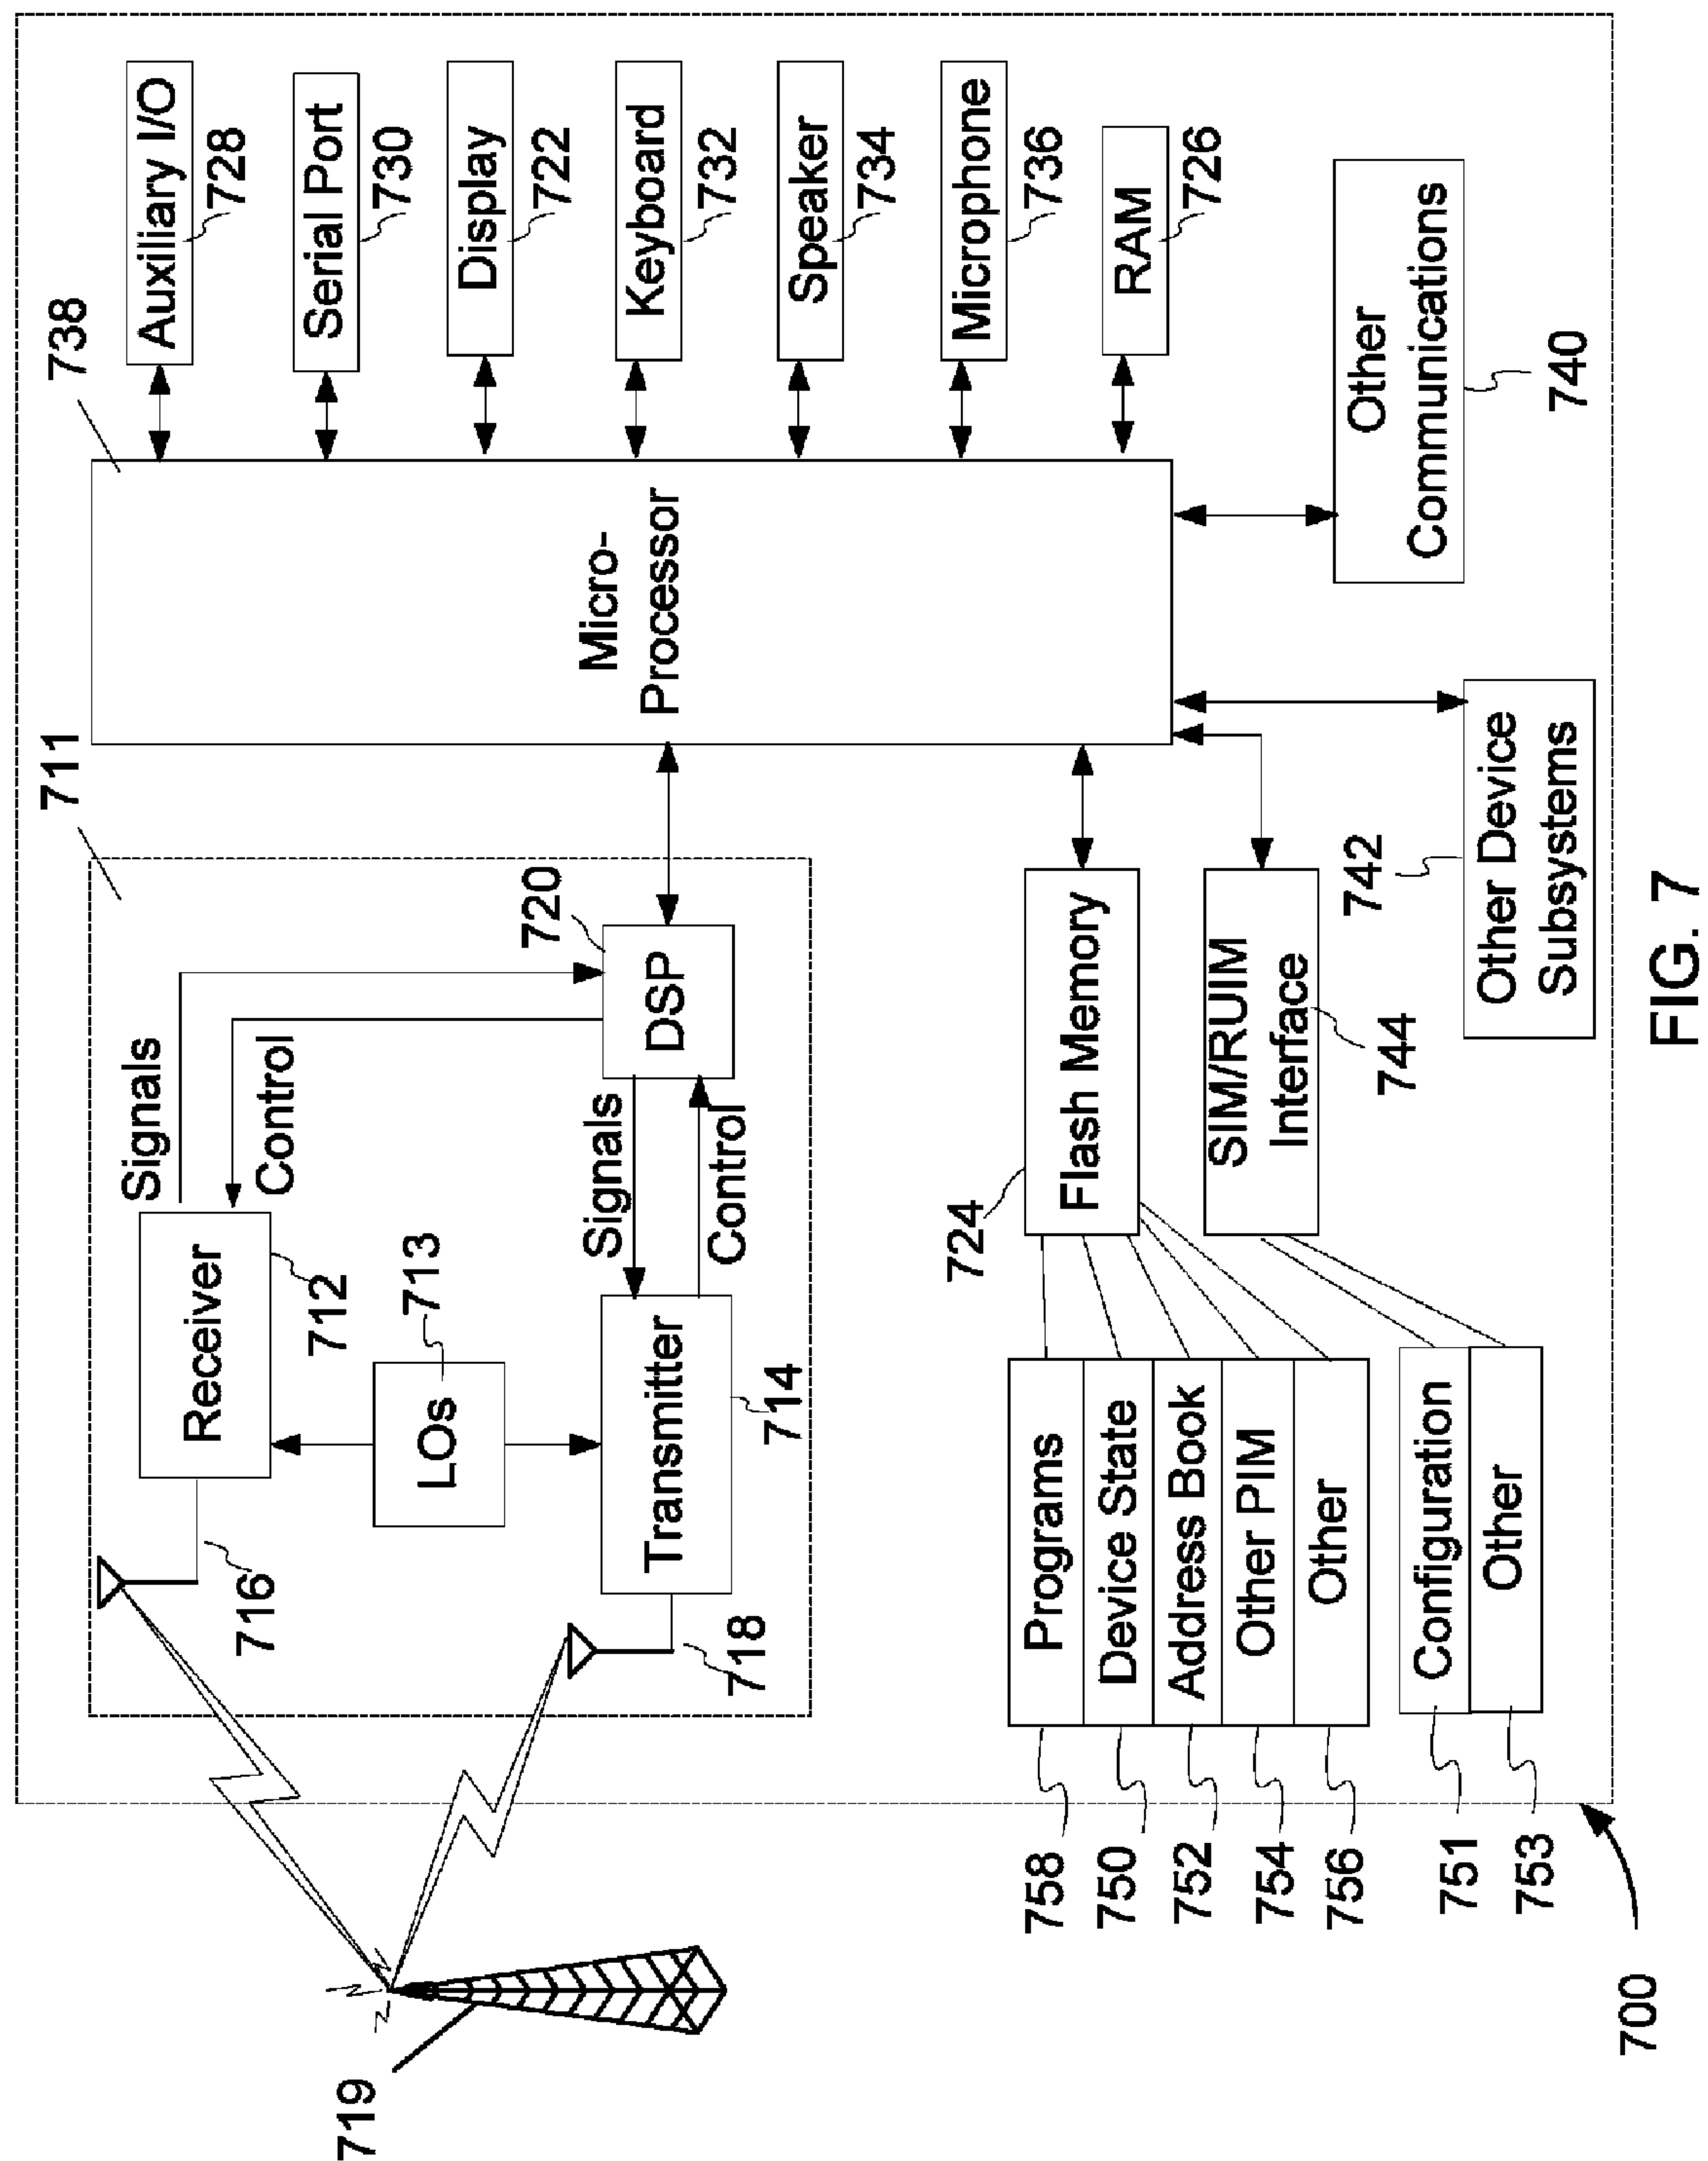 711
738
Signals
Control
Receiver
712
716
LOs
713
720
DSP
Signals
Control
Transmitter
714
718
719
Micro-
Processor
Auxiliary I/O
728
Serial Port
730
Display
722
Keyboard
732
Speaker
734
Microphone
736
RAM
726
Other
Communications
740
Other Device
Subsystems
742
724
Flash Memory
SIM/RUIM
Interface
744
758
Programs
750
Device State
752
Address Book
754
Other PIM
756
Other
751
Configuration
753
Other
700
FIG. 7